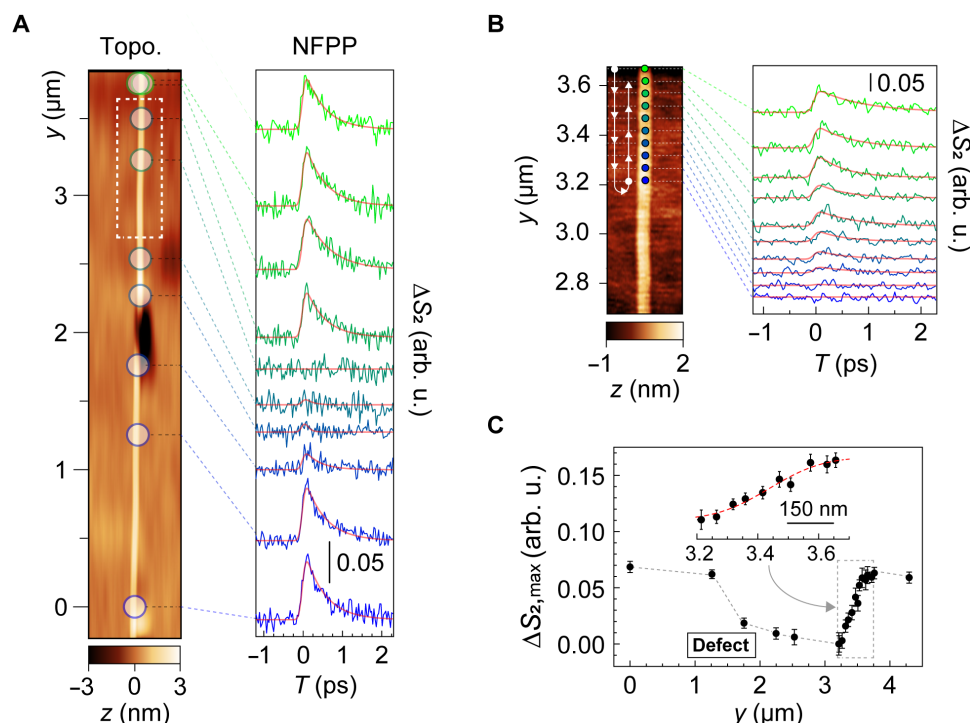 A
Topo.
NFPP
y (μm)
3
2
1
0
ΔS₂ (arb. u.)
0.05
−1 0 1 2
T (ps)
−3 3
z (nm)
B
3.6
3.4
3.2
3.0
2.8
y (μm)
0.05
ΔS₂ (arb. u.)
−1 0 1 2
T (ps)
−1 2
z (nm)
C
ΔS₂,max (arb. u.)
0.15
0.10
0.05
0.00
150 nm
3.2 3.4 3.6
Defect
0 1 2 3 4
y (μm)